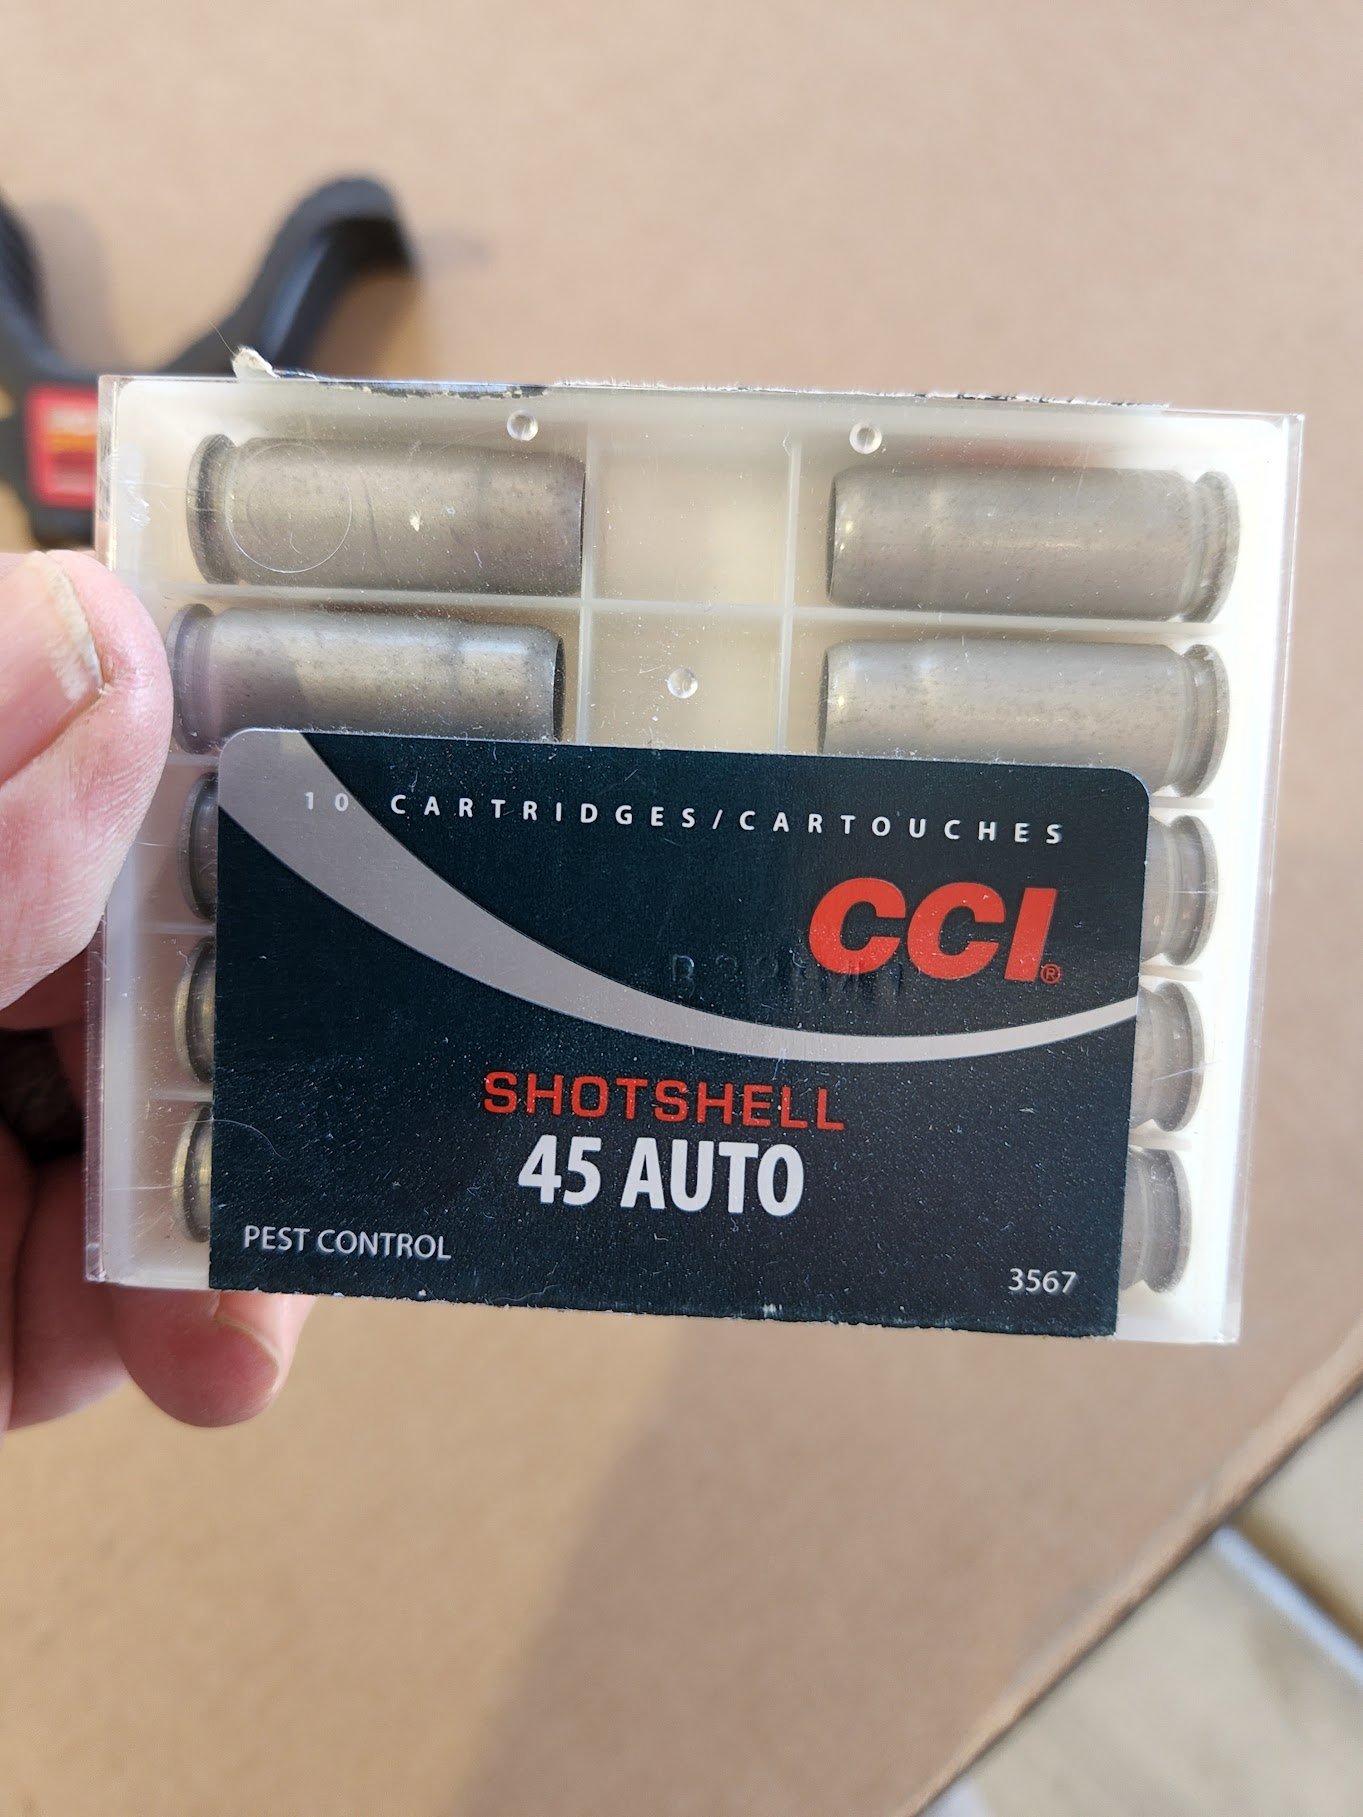 10 CARTRIDGES/CARTOUCHES
CCI®
SHOTSHELL
45 AUTO
PEST CONTROL
3567